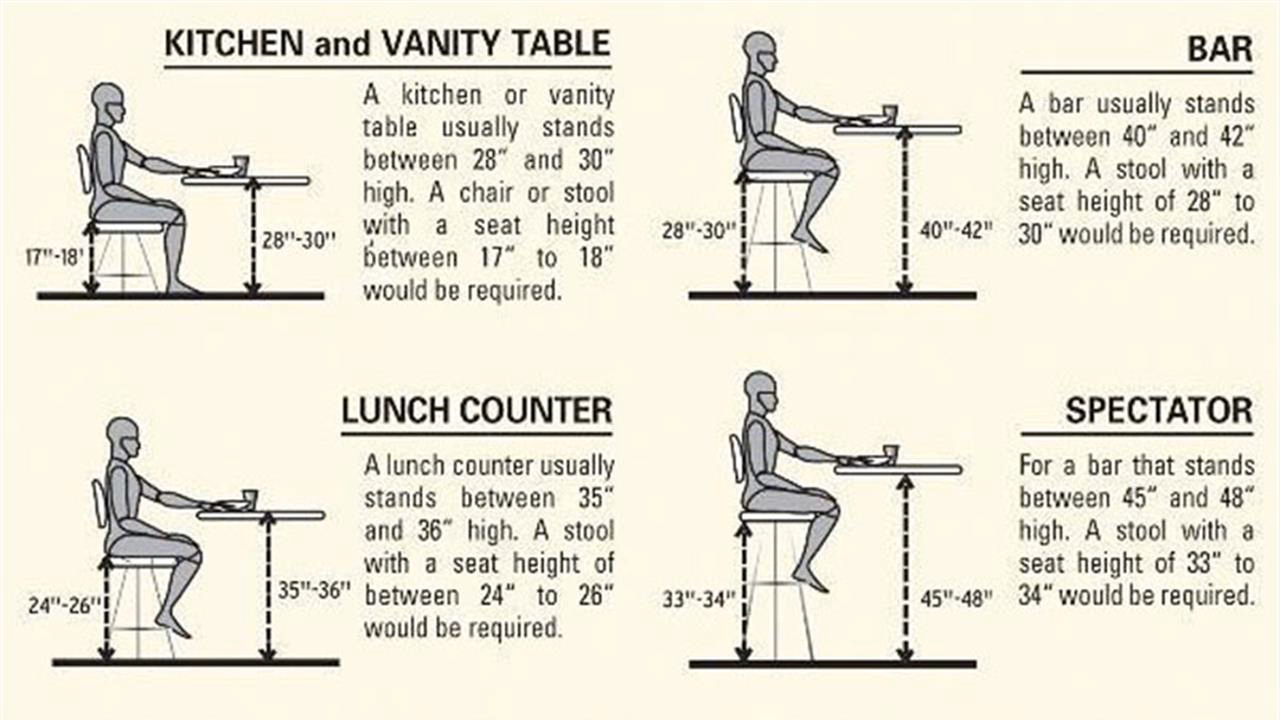 KITCHEN and VANITY TABLE
A kitchen or vanity
table usually stands
between 28“ and 30”
high. A chair or stool
with a seat height
between 17“ to 18”
would be required.
17"-18'
28"-30"
BAR
A bar usually stands
between 40“ and 42“
high. A stool with a
seat height of 28“ to
30“ would be required.
28"-30"
40"-42"
LUNCH COUNTER
A lunch counter usually
stands between 35“
and 36“ high. A stool
with a seat height of
between 24“ to 26“
would be required.
24"-26"
35"-36"
SPECTATOR
For a bar that stands
between 45“ and 48“
high. A stool with a
seat height of 33“ to
34“ would be required.
33"-34"
45"-48"